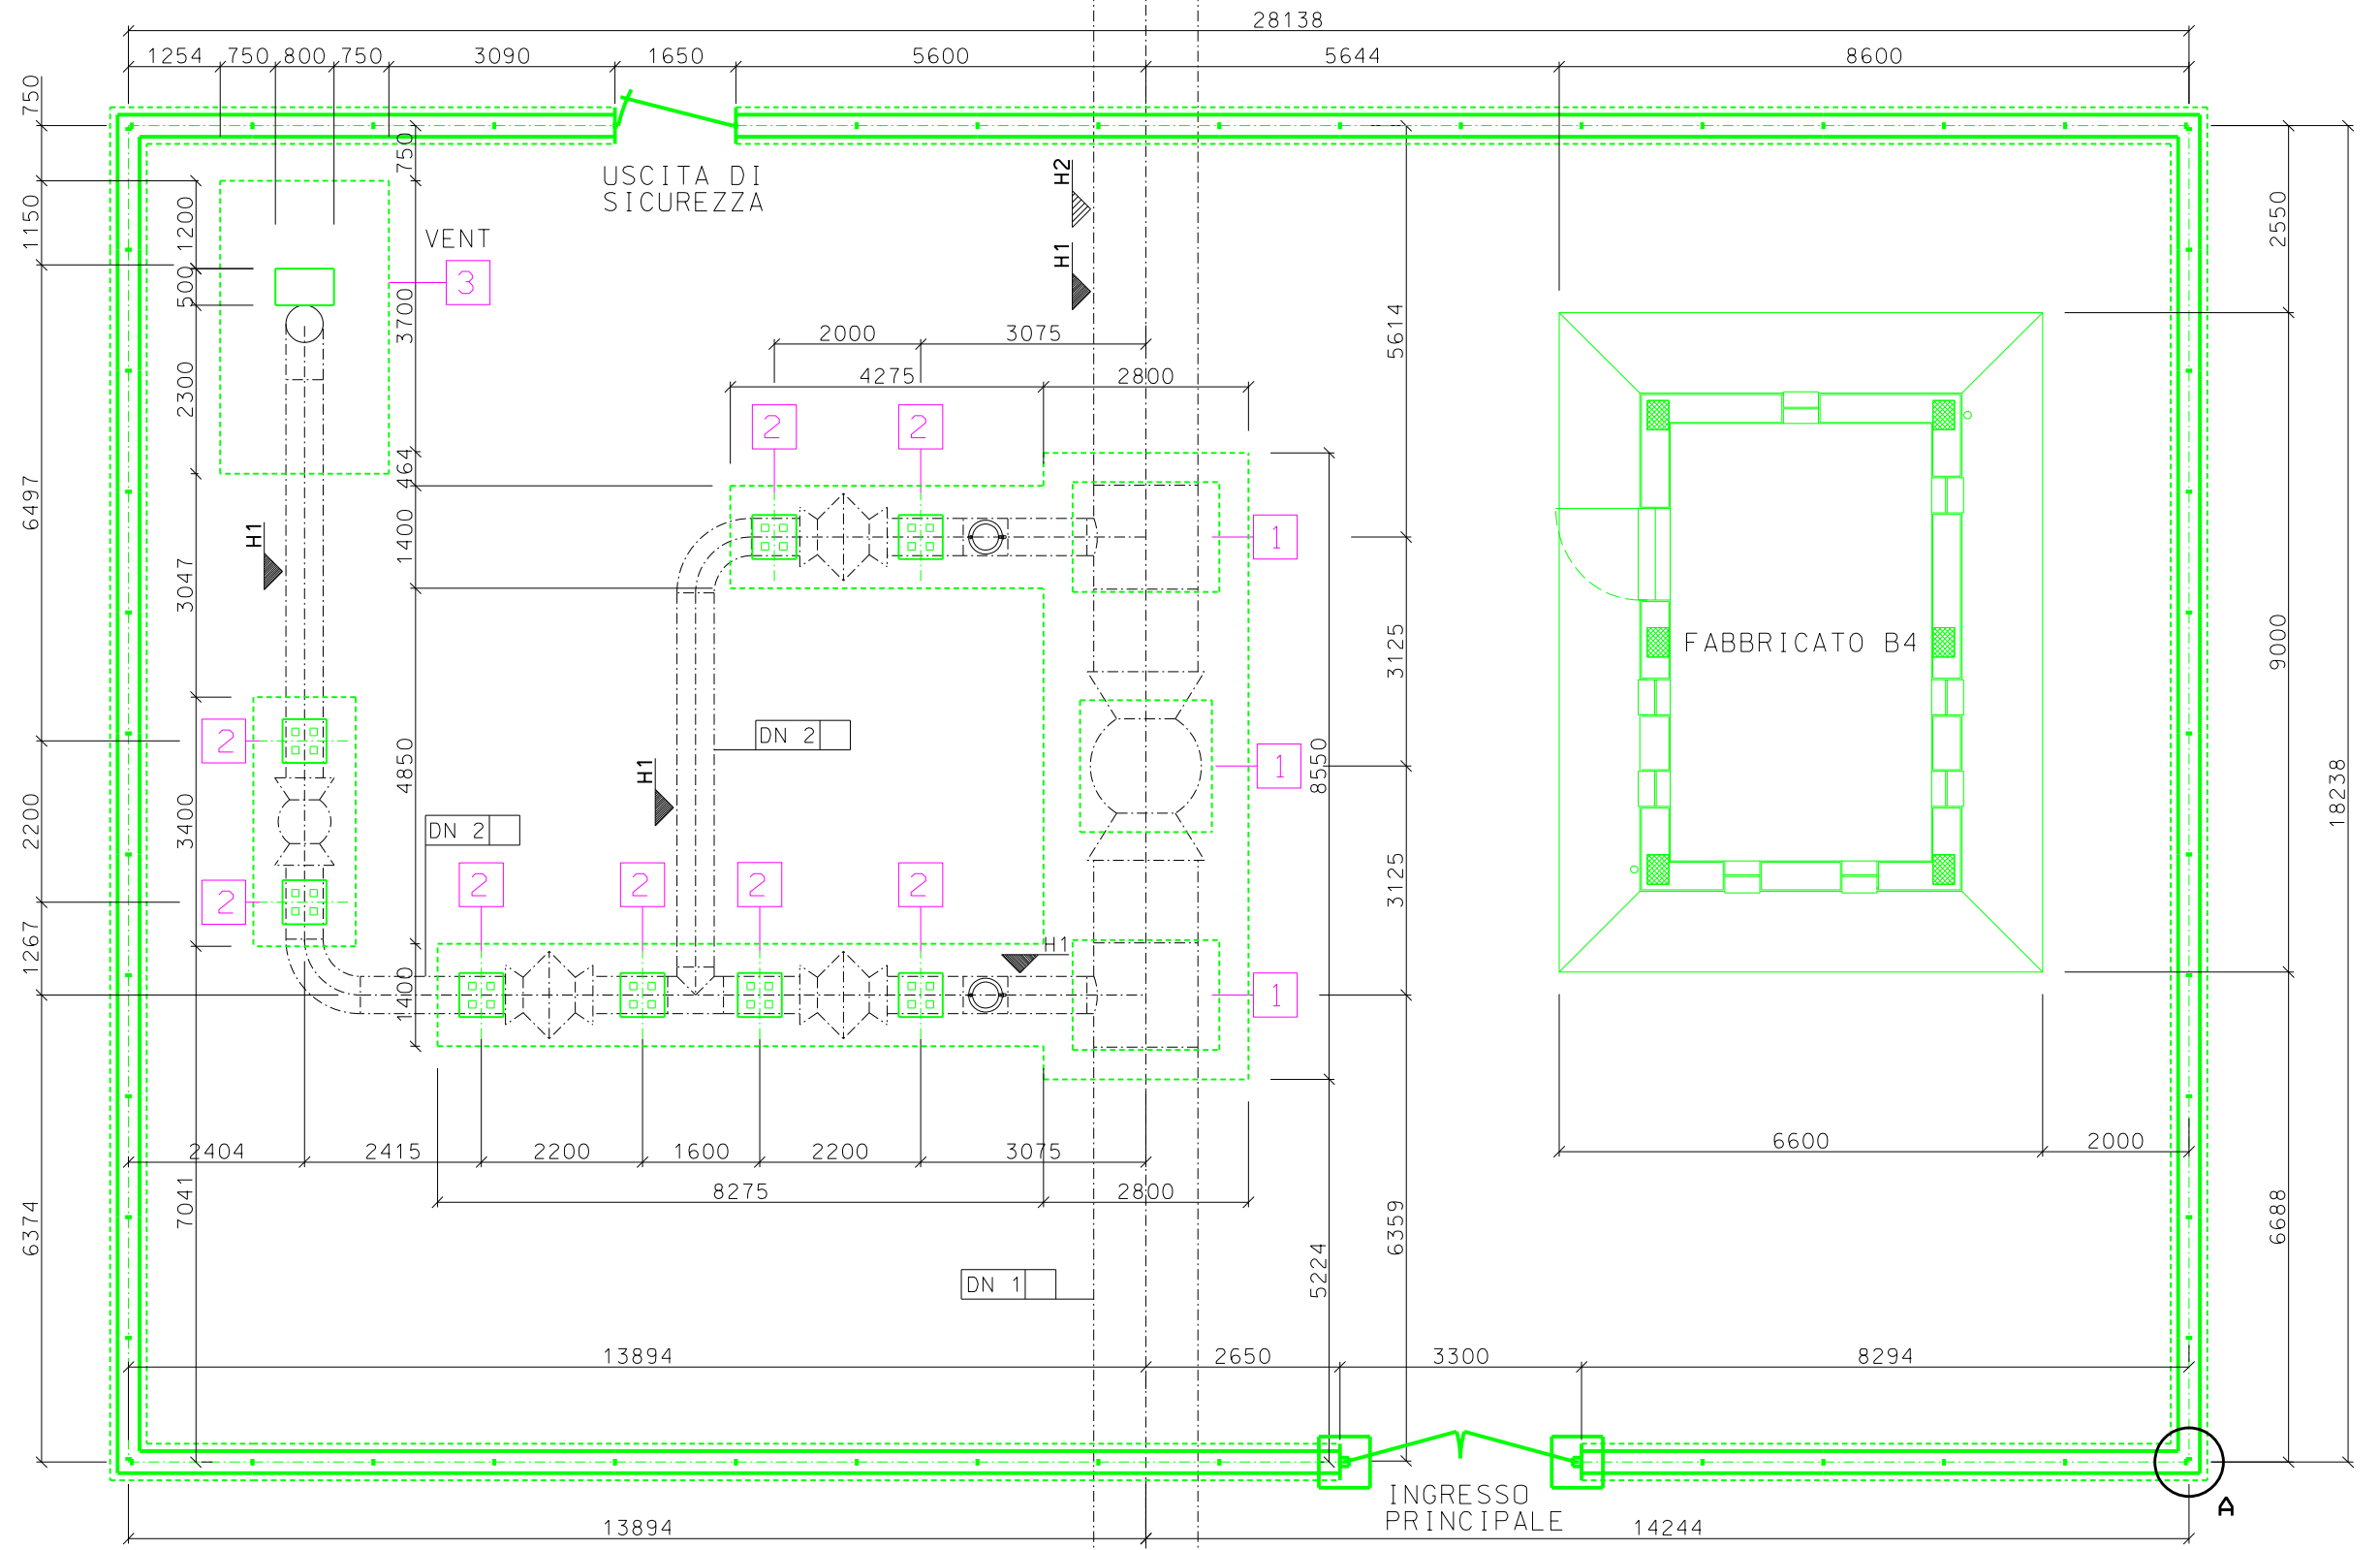 28138
1254 750 800 750 3090 1650 5600 5644 8600
750
750
USCITA DI
SICUREZZA
H2
1150
1200
2550
VENT
H1
3
500
3700
5614
2000 3075
2300
4275 2800
2 2
464
6497
1400
H1
1
3047
3125
FABBRICATO B4
9000
2
DN 2
H1
4850
8550
1
18238
2200
3400
DN 2
2 2 2 2
3125
2
1267
H1
1400
1
2404 2415 2200 1600 2200 3075
6600 2000
8275 2800
7041
6374
6359
6688
5224
DN 1
13894 2650 3300 8294
INGRESSO
PRINCIPALE
A
13894 14244